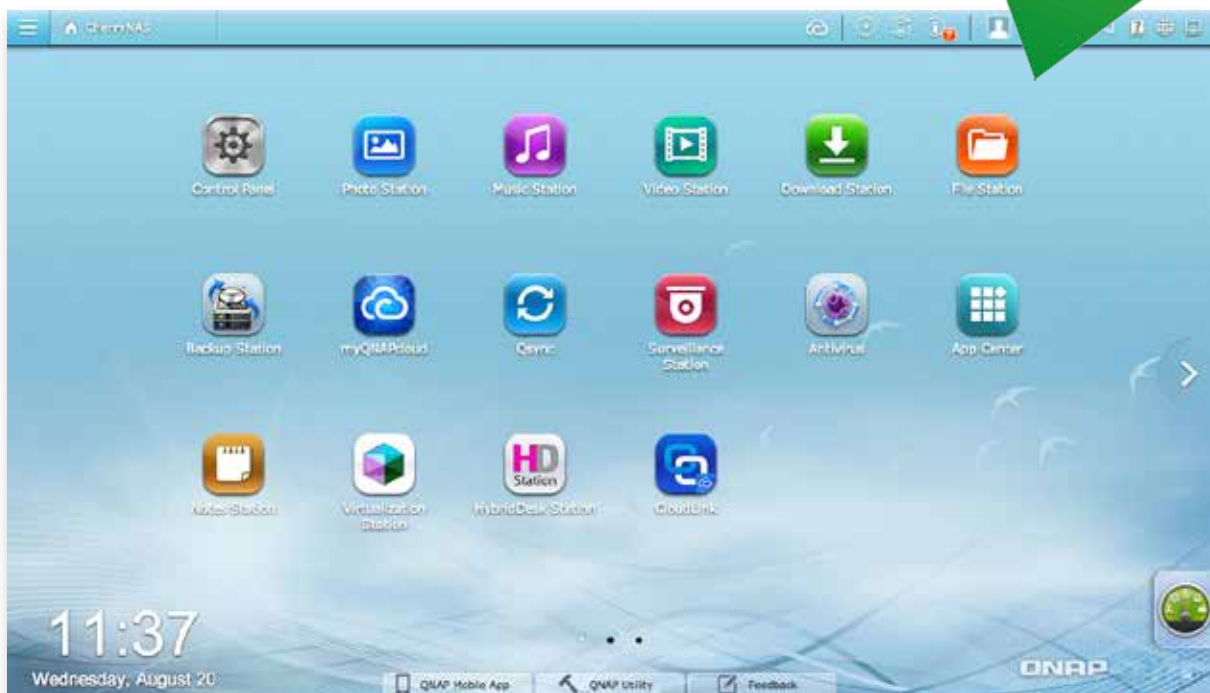 CherryNAS
Control Panel
Photo Station
Music Station
Video Station
Download Station
File Station
Backup Station
myQNAPcloud
Qsync
Surveillance
Station
Antivirus
App Center
Notes Station
Virtualization
Station
HD
Station
HybridDesk Station
CloudLink
11:37
Wednesday, August 20
QNAP Mobile App
QNAP Utility
Feedback
QNAP